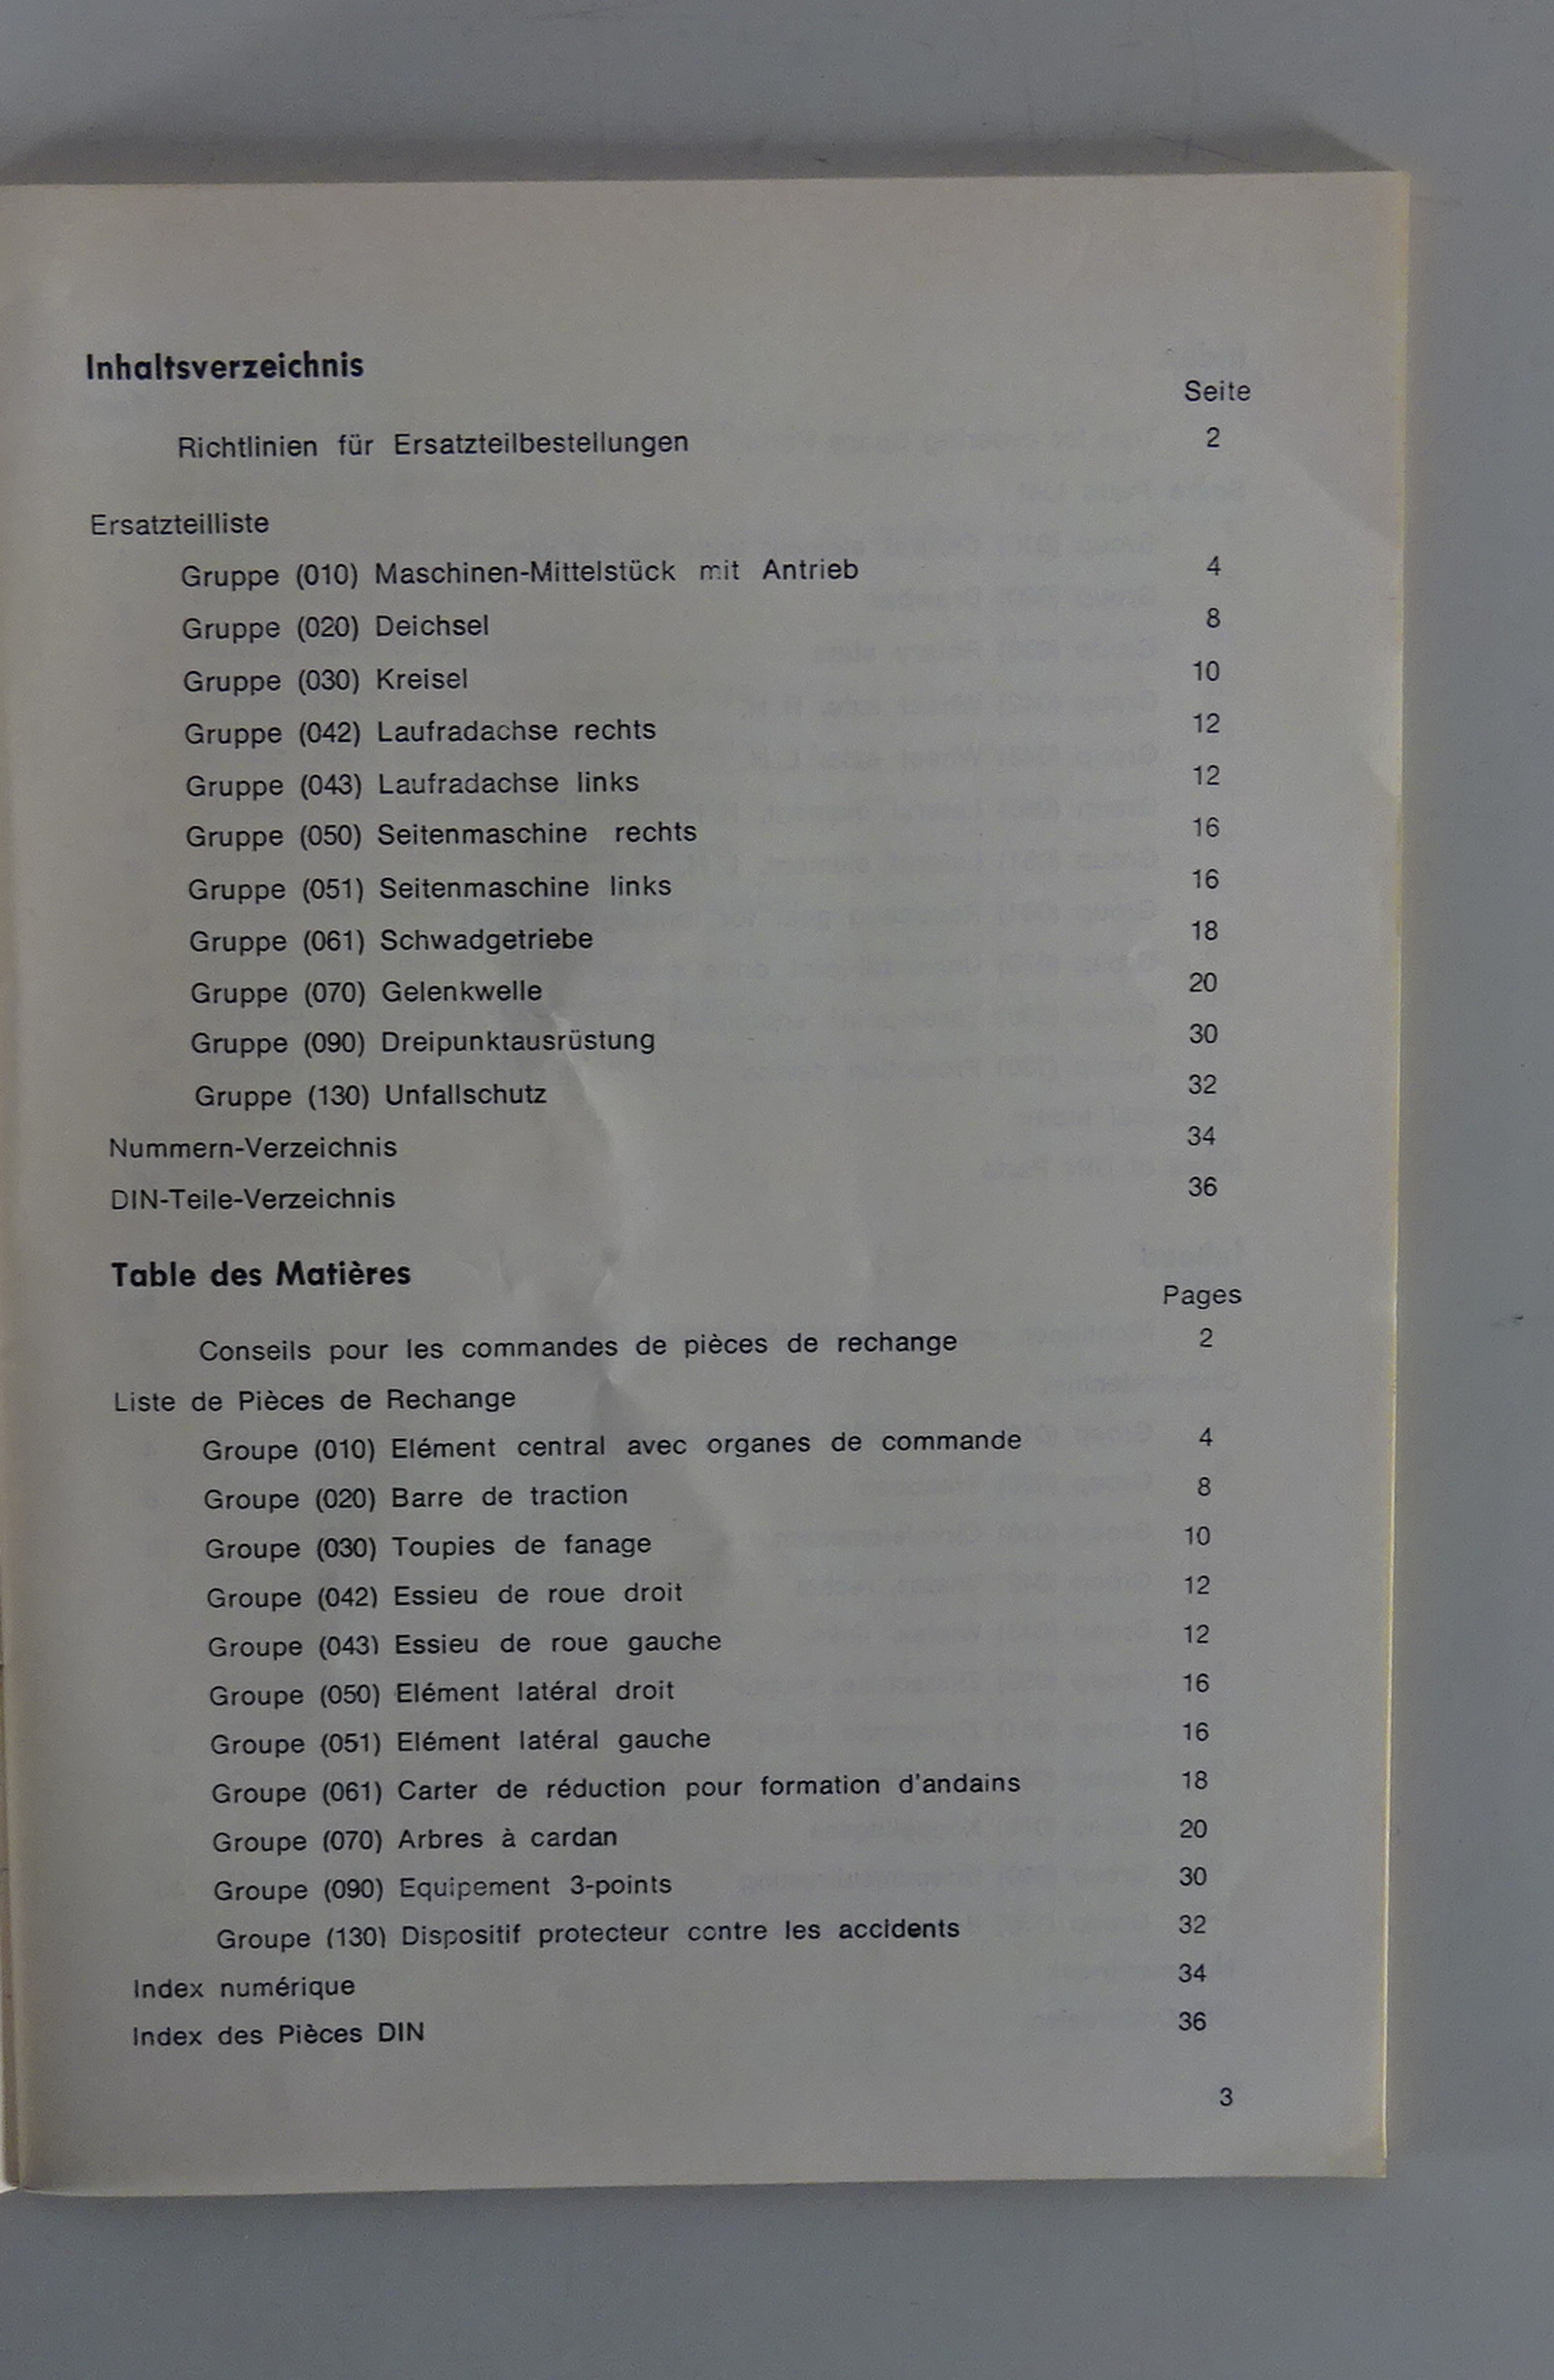 Inhaltsverzeichnis
Seite
Richtlinien für Ersatzteilbestellungen 2
Ersatzteilliste
Gruppe (010) Maschinen-Mittelstück mit Antrieb 4
Gruppe (020) Deichsel 8
Gruppe (030) Kreisel 10
Gruppe (042) Laufradachse rechts 12
Gruppe (043) Laufradachse links 12
Gruppe (050) Seitenmaschine rechts 16
Gruppe (051) Seitenmaschine links 16
Gruppe (061) Schwadgetriebe 18
Gruppe (070) Gelenkwelle 20
Gruppe (090) Dreipunktausrüstung 30
Gruppe (130) Unfallschutz 32
Nummern-Verzeichnis 34
DIN-Teile-Verzeichnis 36
Table des Matières
Pages
Conseils pour les commandes de pièces de rechange 2
Liste de Pièces de Rechange
Groupe (010) Elément central avec organes de commande 4
Groupe (020) Barre de traction 8
Groupe (030) Toupies de fanage 10
Groupe (042) Essieu de roue droit 12
Groupe (043) Essieu de roue gauche 12
Groupe (050) Elément latéral droit 16
Groupe (051) Elément latéral gauche 16
Groupe (061) Carter de réduction pour formation d'andains 18
Groupe (070) Arbres à cardan 20
Groupe (090) Equipement 3-points 30
Groupe (130) Dispositif protecteur contre les accidents 32
Index numérique 34
Index des Pièces DIN 36
3